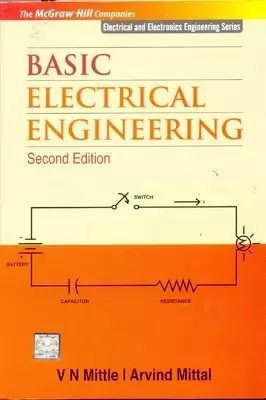 The McGraw·Hill Companies
Electrical and Electronics Engineering Series
BASIC
ELECTRICAL
ENGINEERING
Second Edition
SWITCH
i
BATTERY
CAPACITOR
RESISTANCE
V N Mittle | Arvind Mittal